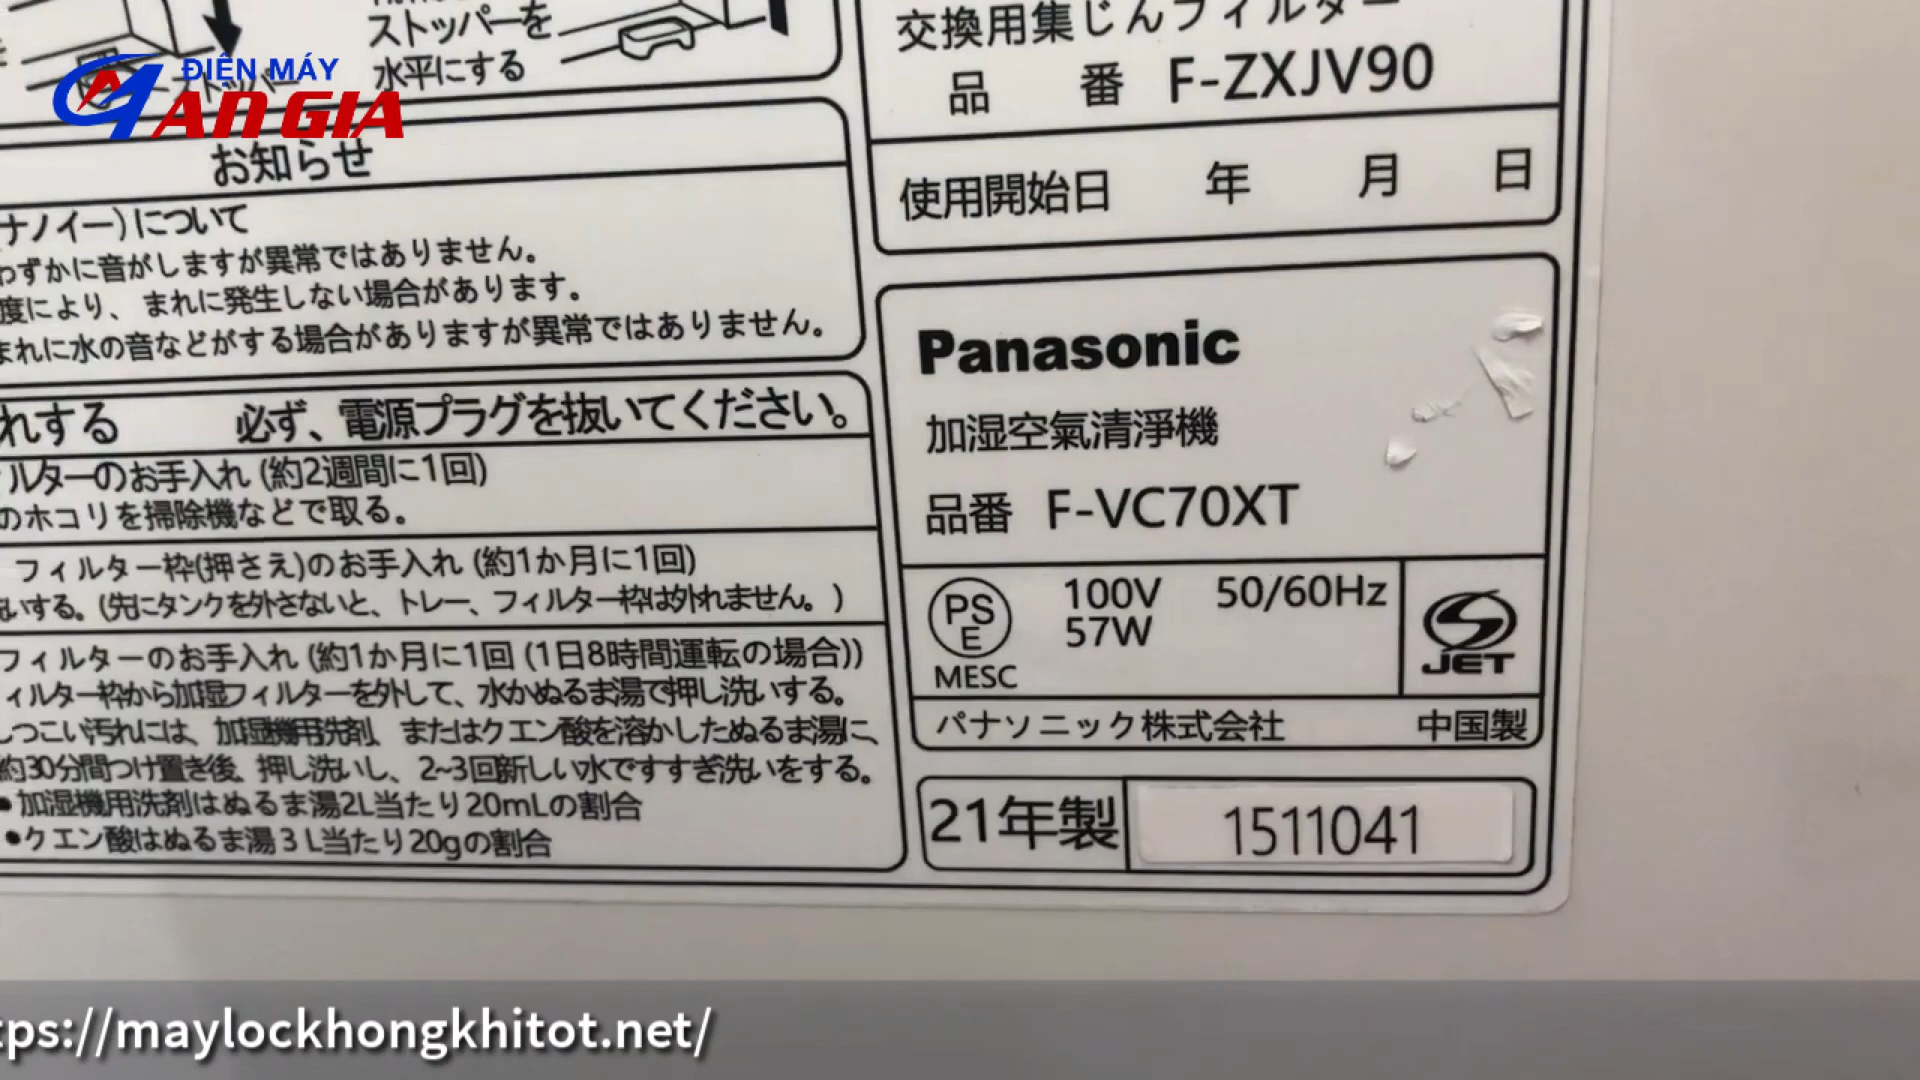 ストッパーを
水平にする
ストッパー
ĐIỆN MÁY
AN GIA
お知らせ
ナノイー)について
わずかに音がしますが異常ではありません。
度により、まれに発生しない場合があります。
まれに水の音などがする場合がありますが異常ではありません。
れする 必ず、電源プラグを抜いてください。
ルターのお手入れ (約2週間に1回)
のホコリを掃除機などで取る。
フィルター枠(押さえ)のお手入れ (約1か月に1回)
洗いする。(先にタンクを外さないと、トレー、フィルター枠は外れません。)
フィルターのお手入れ (約1か月に1回 (1日8時間運転の場合))
ィルター枠から加湿フィルターを外して、水かぬるま湯で押し洗いする。
しつこい汚れには、加湿機用洗剤、またはクエン酸を溶かしたぬるま湯に、
約30分間つけ置き後、押し洗いし、2~3回新しい水ですすぎ洗いをする。
●加湿機用洗剤はぬるま湯2L当たり20mLの割合
●クエン酸はぬるま湯3L当たり20gの割合
交換用集じんフィルター
品 番 F-ZXJV90
使用開始日 年 月 日
Panasonic
加湿空氣清淨機
品番 F-VC70XT
PS
E
MESC
100V 50/60Hz
57W
JET
パナソニック株式会社 中国製
21年製 1511041
tps://maylockhongkhitot.net/